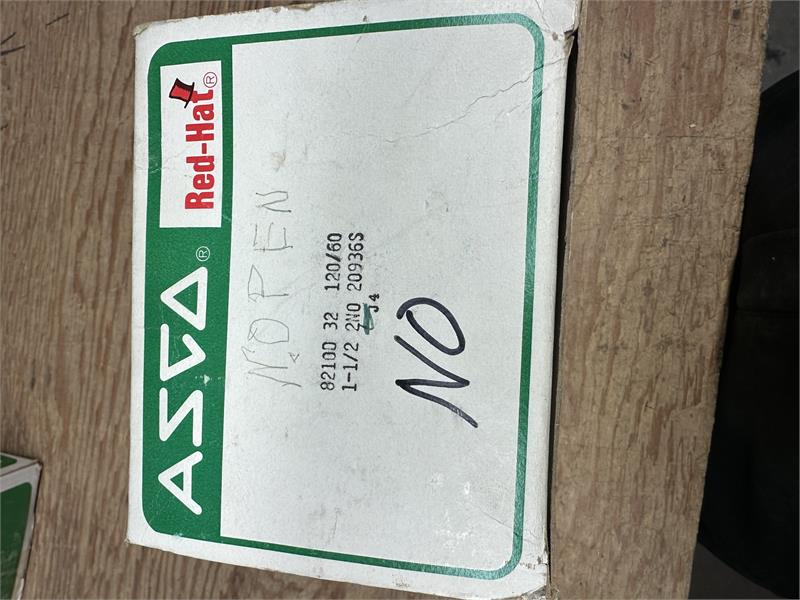 ASCO®
Red-Hat®
N.OPEN
8210D 32 120/60
1-1/2 2NO 20936S
J4
NO